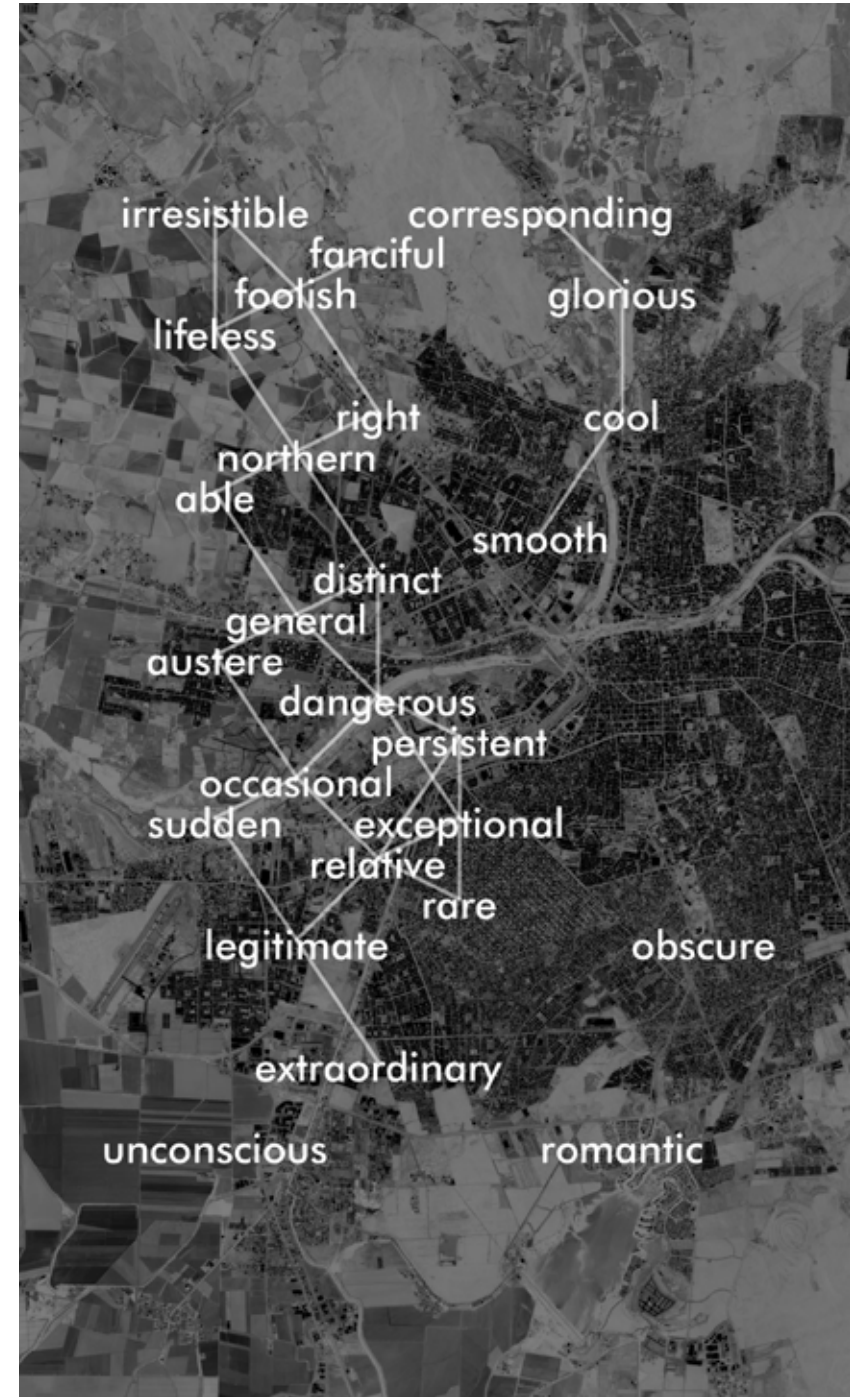 irresistible corresponding
fanciful
foolish glorious
lifeless
right cool
northern
able
smooth
distinct
general
austere
dangerous
persistent
occasional
sudden exceptional
relative
rare
legitimate obscure
extraordinary
unconscious romantic